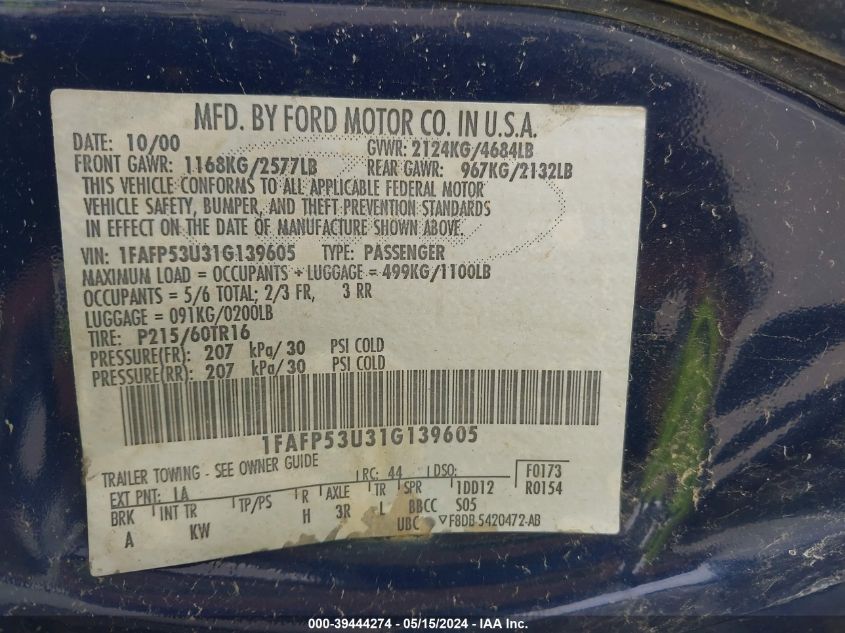 MFD. BY FORD MOTOR CO. IN U.S.A.
DATE: 10/00 GVWR: 2124KG/4684LB
FRONT GAWR: 1168KG/2577LB REAR GAWR: 967KG/2132LB
THIS VEHICLE CONFORMS TO ALL APPLICABLE FEDERAL MOTOR
VEHICLE SAFETY, BUMPER, AND THEFT PREVENTION STANDARDS
IN EFFECT ON THE DATE OF MANUFACTURE SHOWN ABOVE.
VIN: 1FAFP53U31G139605 TYPE: PASSENGER
MAXIMUM LOAD = OCCUPANTS + LUGGAGE = 499KG/1100LB
OCCUPANTS = 5/6 TOTAL; 2/3 FR, 3 RR
LUGGAGE = 091KG/0200LB
TIRE: P215/60TR16
PRESSURE(FR): 207 kPa/30 PSI COLD
PRESSURE(RR): 207 kPa/30 PSI COLD
1FAFP53U31G139605
TRAILER TOWING - SEE OWNER GUIDE
EXT PNT: LA RC: 44 DSO: F0173
BRK INT TR TP/PS R AXLE TR SPR 1DD12 R0154
A KW H 3R L BBCC S05
UBC ▽F8DB 5420472-AB
000-39444274 - 05/15/2024 - IAA Inc.